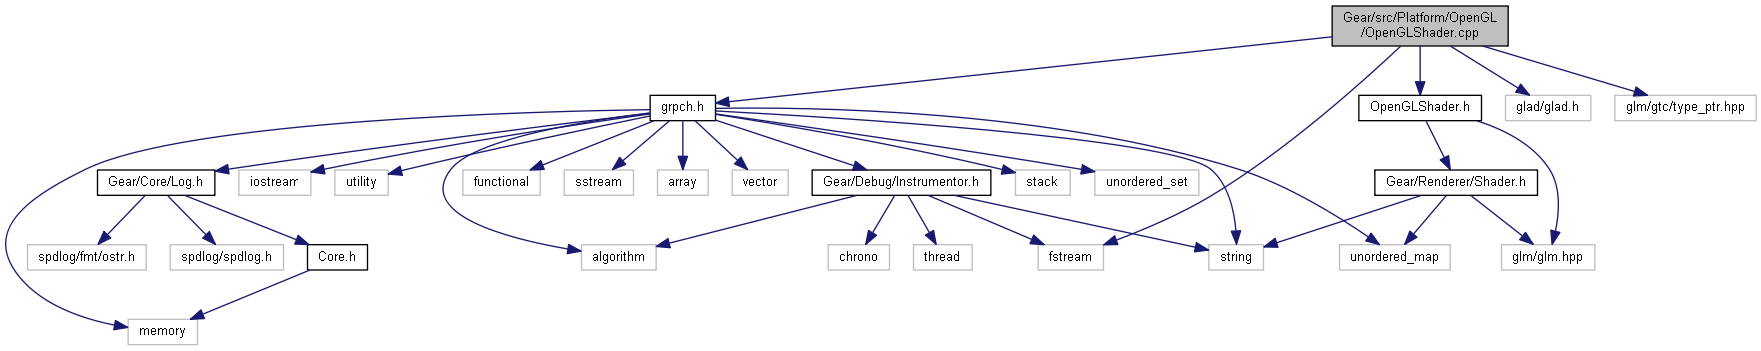 Gear/src/Platform/OpenGL
/OpenGLShader.cpp
grpch.h
OpenGLShader.h
glad/glad.h
glm/gtc/type_ptr.hpp
Gear/Core/Log.h
iostream
utility
functional
sstream
array
vector
Gear/Debug/Instrumentor.h
stack
unordered_set
Gear/Renderer/Shader.h
spdlog/fmt/ostr.h
spdlog/spdlog.h
Core.h
algorithm
chrono
thread
fstream
string
unordered_map
glm/glm.hpp
memory